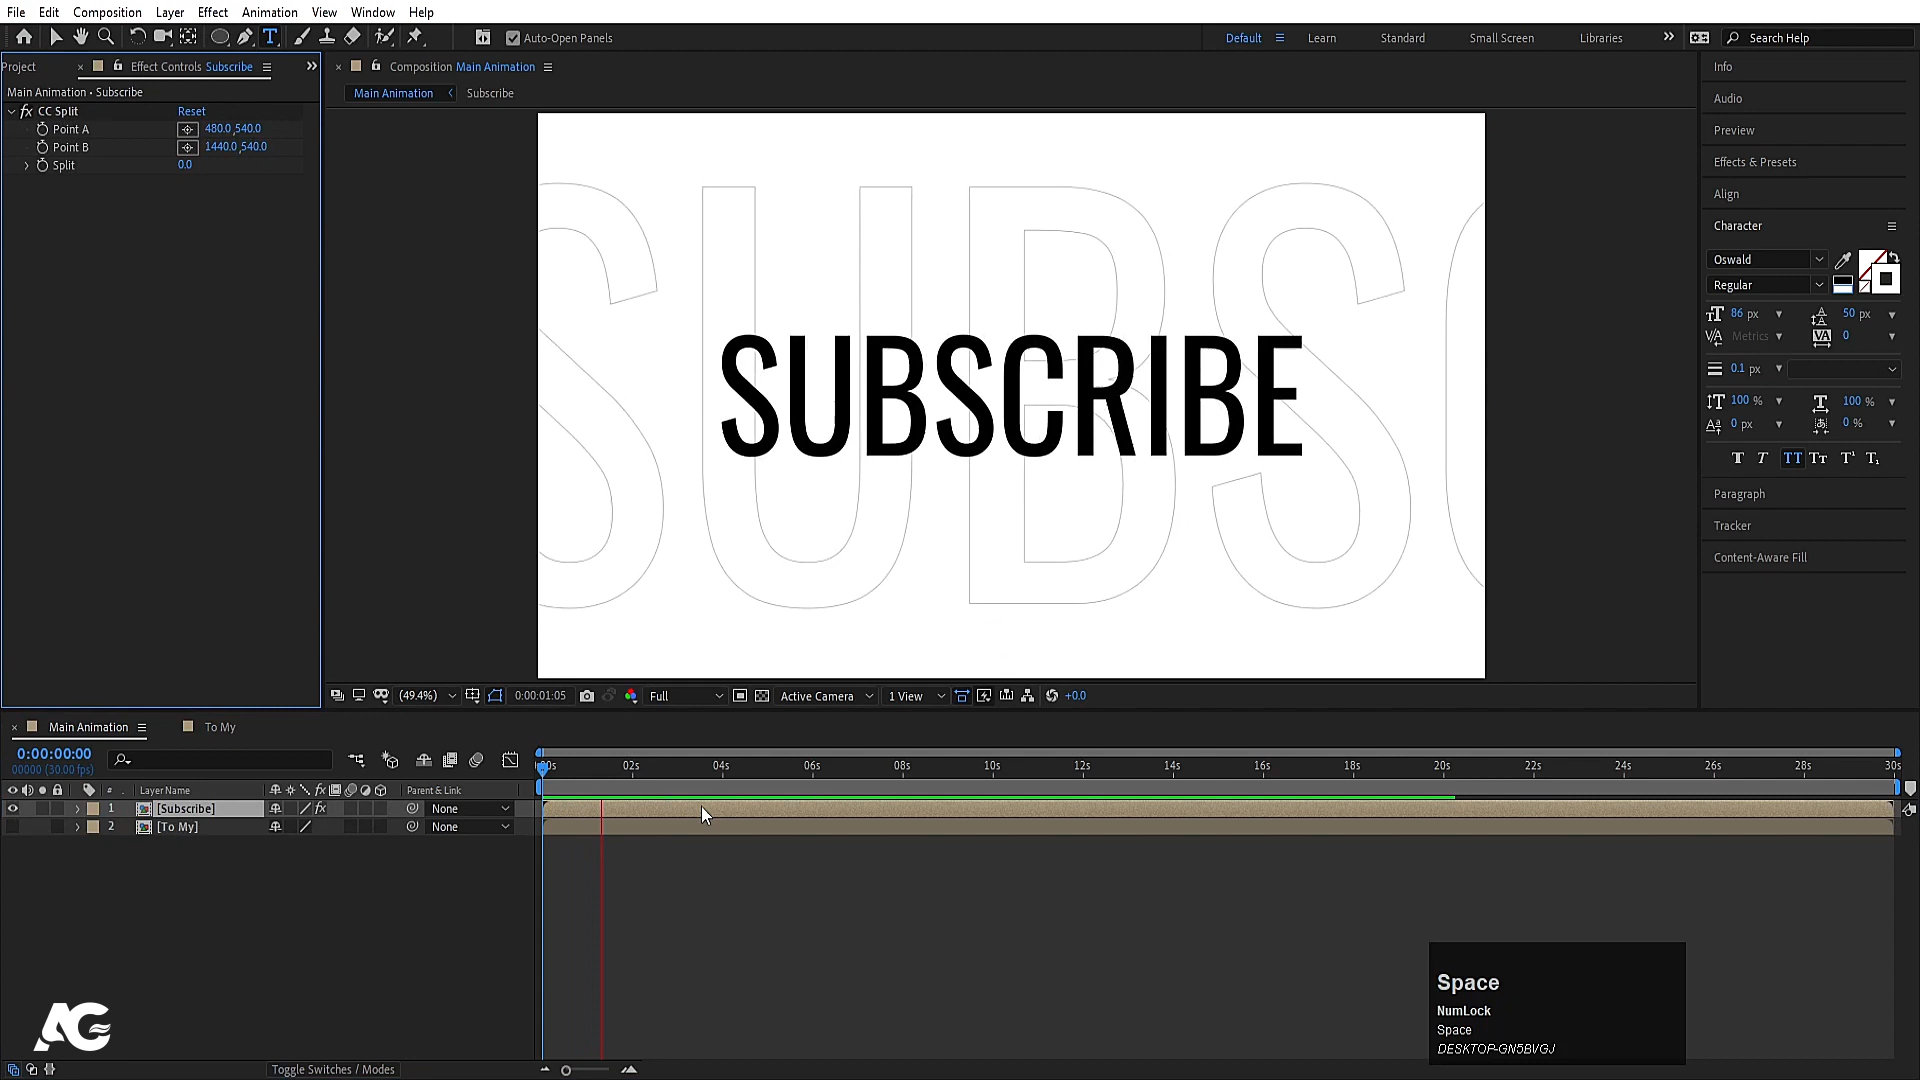 File Edit Composition Layer Effect Animation View Window Help
Auto-Open Panels
Default Learn Standard Small Screen Libraries Search Help
Project Effect Controls Subscribe
Main Animation • Subscribe
fx CC Split Reset
Point A 480.0,540.0
Point B 1440.0,540.0
Split 0.0
Composition Main Animation
Main Animation Subscribe
SUBSC
SUBSCRIBE
(49.4%) 0:00:01:05 Full Active Camera 1 View +0.0
Info
Audio
Preview
Effects & Presets
Align
Character
Oswald
Regular
86 px 50 px
Metrics 0
0.1 px
100 % 100 %
0 px 0 %
Paragraph
Tracker
Content-Aware Fill
Main Animation To My
0:00:00:00
00000 (30.00 fps)
# Layer Name Parent & Link
1 [Subscribe] None
2 [To My] None
00s 02s 04s 06s 08s 10s 12s 14s 16s 18s 20s 22s 24s 26s 28s 30s
AG
Space
NumLock
Space
DESKTOP-GN5BVGJ
Toggle Switches / Modes